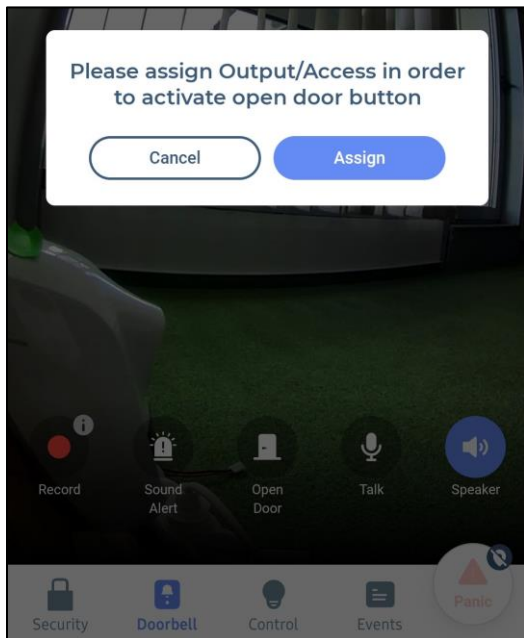 Please assign Output/Access in order
to activate open door button
Cancel Assign
Record Sound Alert Open Door Talk Speaker
Security Doorbell Control Events Panic